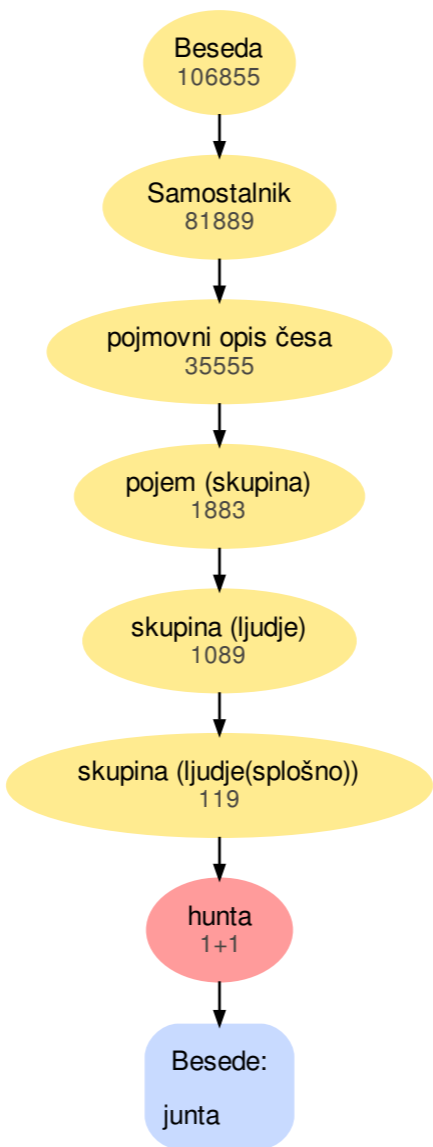 Beseda
106855
Samostalnik
81889
pojmovni opis česa
35555
pojem (skupina)
1883
skupina (ljudje)
1089
skupina (ljudje(splošno))
119
hunta
1+1
Besede:
junta